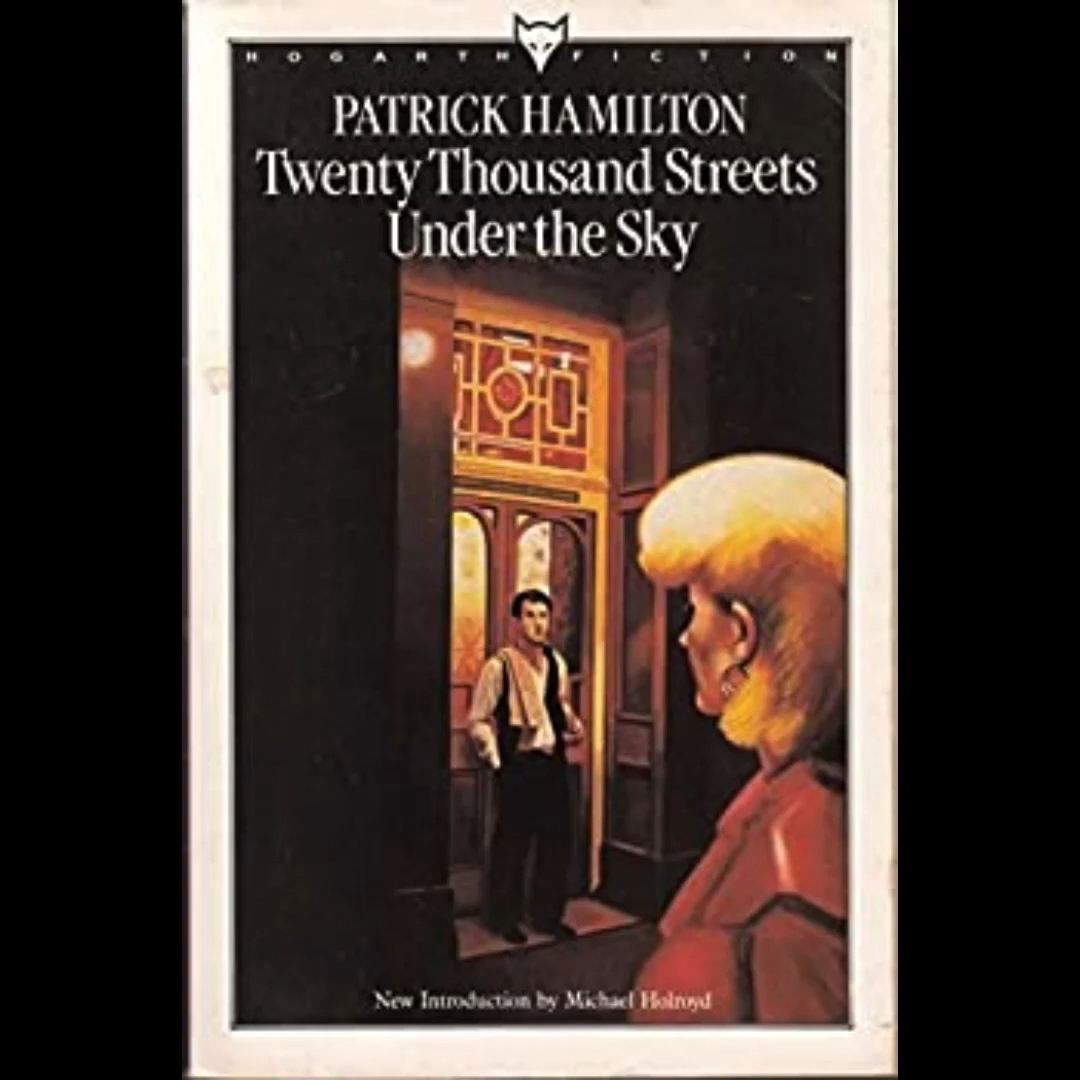 HOGARTH FICTION
PATRICK HAMILTON
Twenty Thousand Streets
Under the Sky
New Introduction by Michael Holroyd